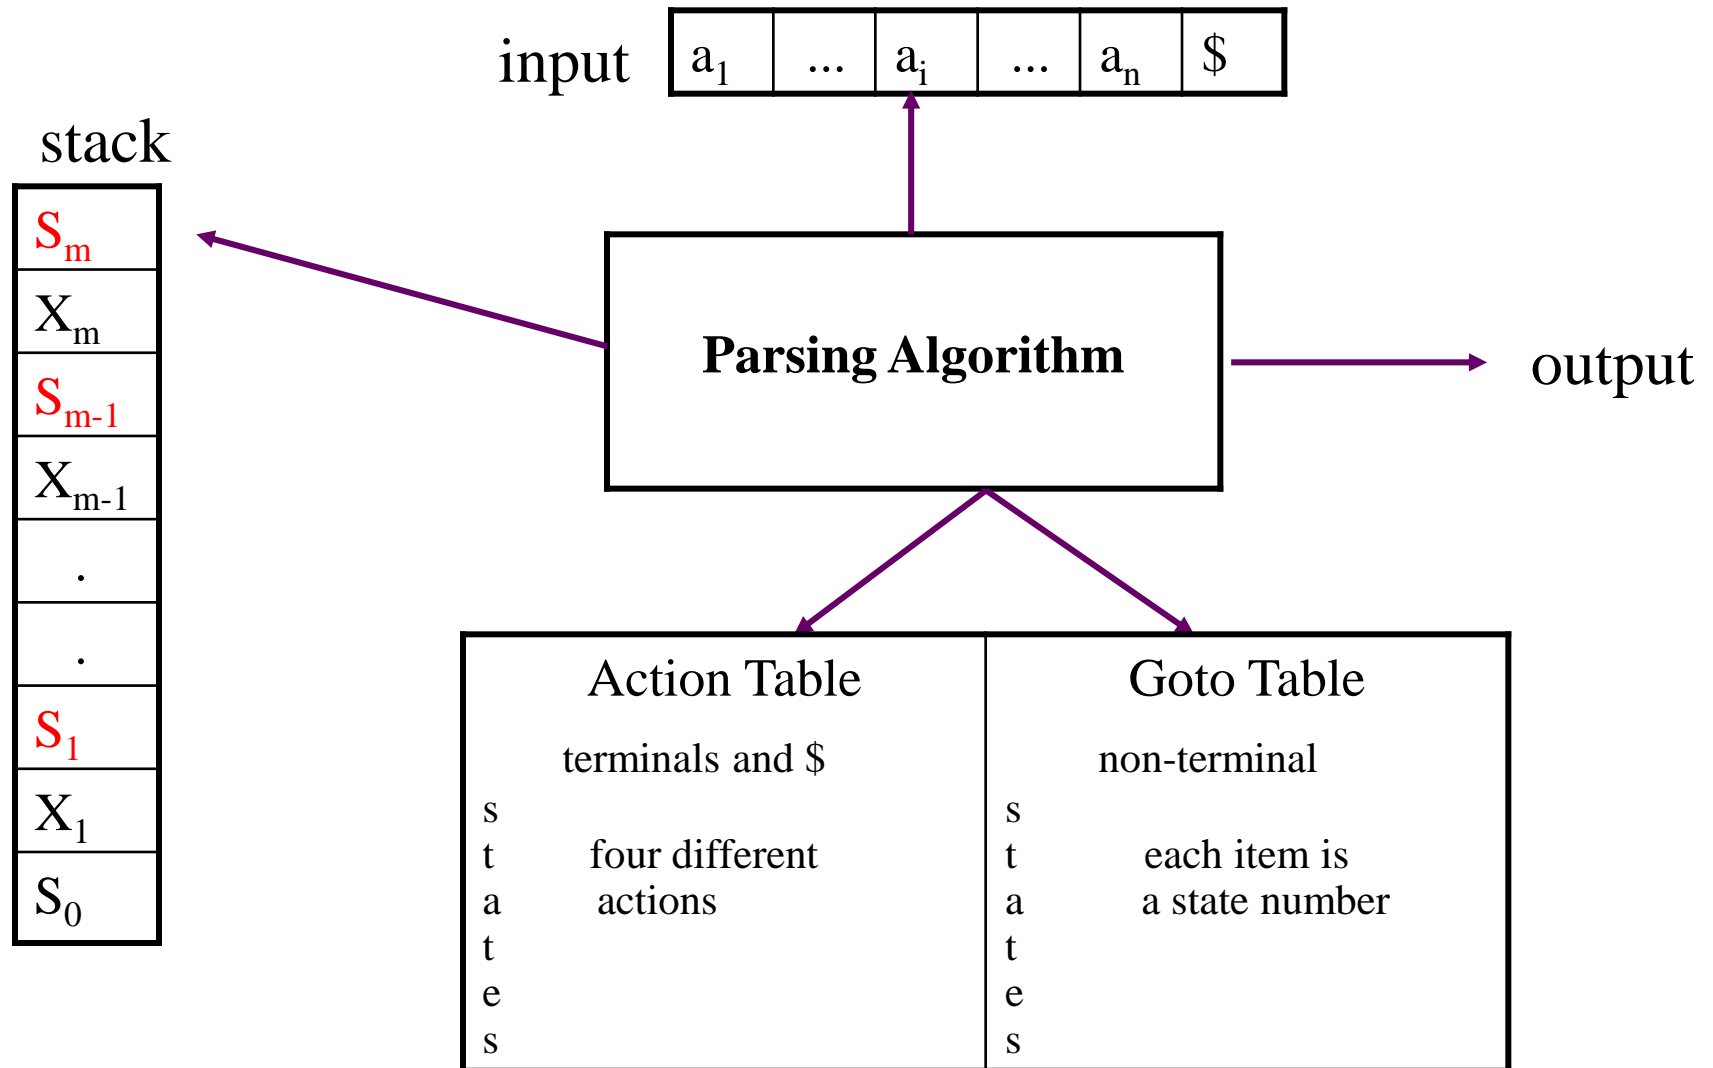 input
a1 ... ai ... an $
stack
Sm
Xm
Sm-1
Xm-1
.
.
S1
X1
S0
Parsing Algorithm
output
Action Table
terminals and $
s
t four different
a actions
t
e
s
Goto Table
non-terminal
s
t each item is
a a state number
t
e
s